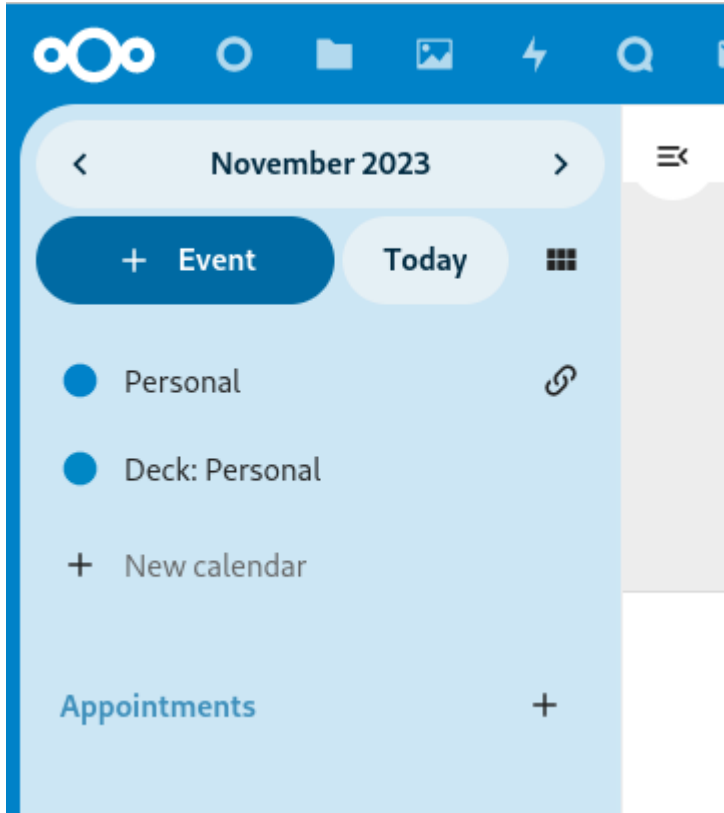 November 2023
+ Event Today
Personal
Deck: Personal
+ New calendar
Appointments +